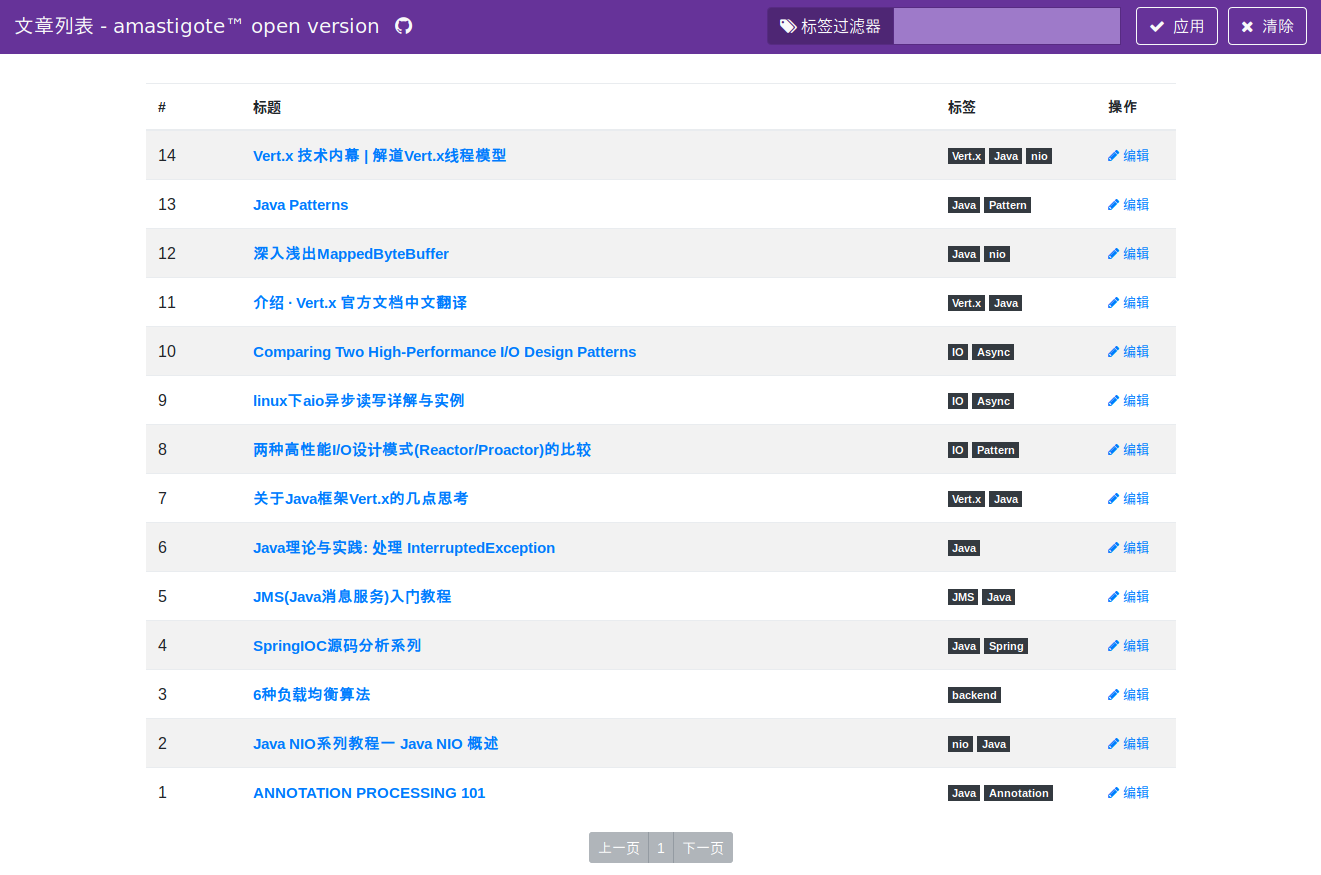 文章列表 - amastigote™ open version 标签过滤器 应用 清除
# 标题 标签 操作
14 Vert.x 技术内幕 | 解道Vert.x线程模型 Vert.x Java nio 编辑
13 Java Patterns Java Pattern 编辑
12 深入浅出MappedByteBuffer Java nio 编辑
11 介绍 · Vert.x 官方文档中文翻译 Vert.x Java 编辑
10 Comparing Two High-Performance I/O Design Patterns IO Async 编辑
9 linux下aio异步读写详解与实例 IO Async 编辑
8 两种高性能I/O设计模式(Reactor/Proactor)的比较 IO Pattern 编辑
7 关于Java框架Vert.x的几点思考 Vert.x Java 编辑
6 Java理论与实践: 处理 InterruptedException Java 编辑
5 JMS(Java消息服务)入门教程 JMS Java 编辑
4 SpringIOC源码分析系列 Java Spring 编辑
3 6种负载均衡算法 backend 编辑
2 Java NIO系列教程一 Java NIO 概述 nio Java 编辑
1 ANNOTATION PROCESSING 101 Java Annotation 编辑
上一页 1 下一页